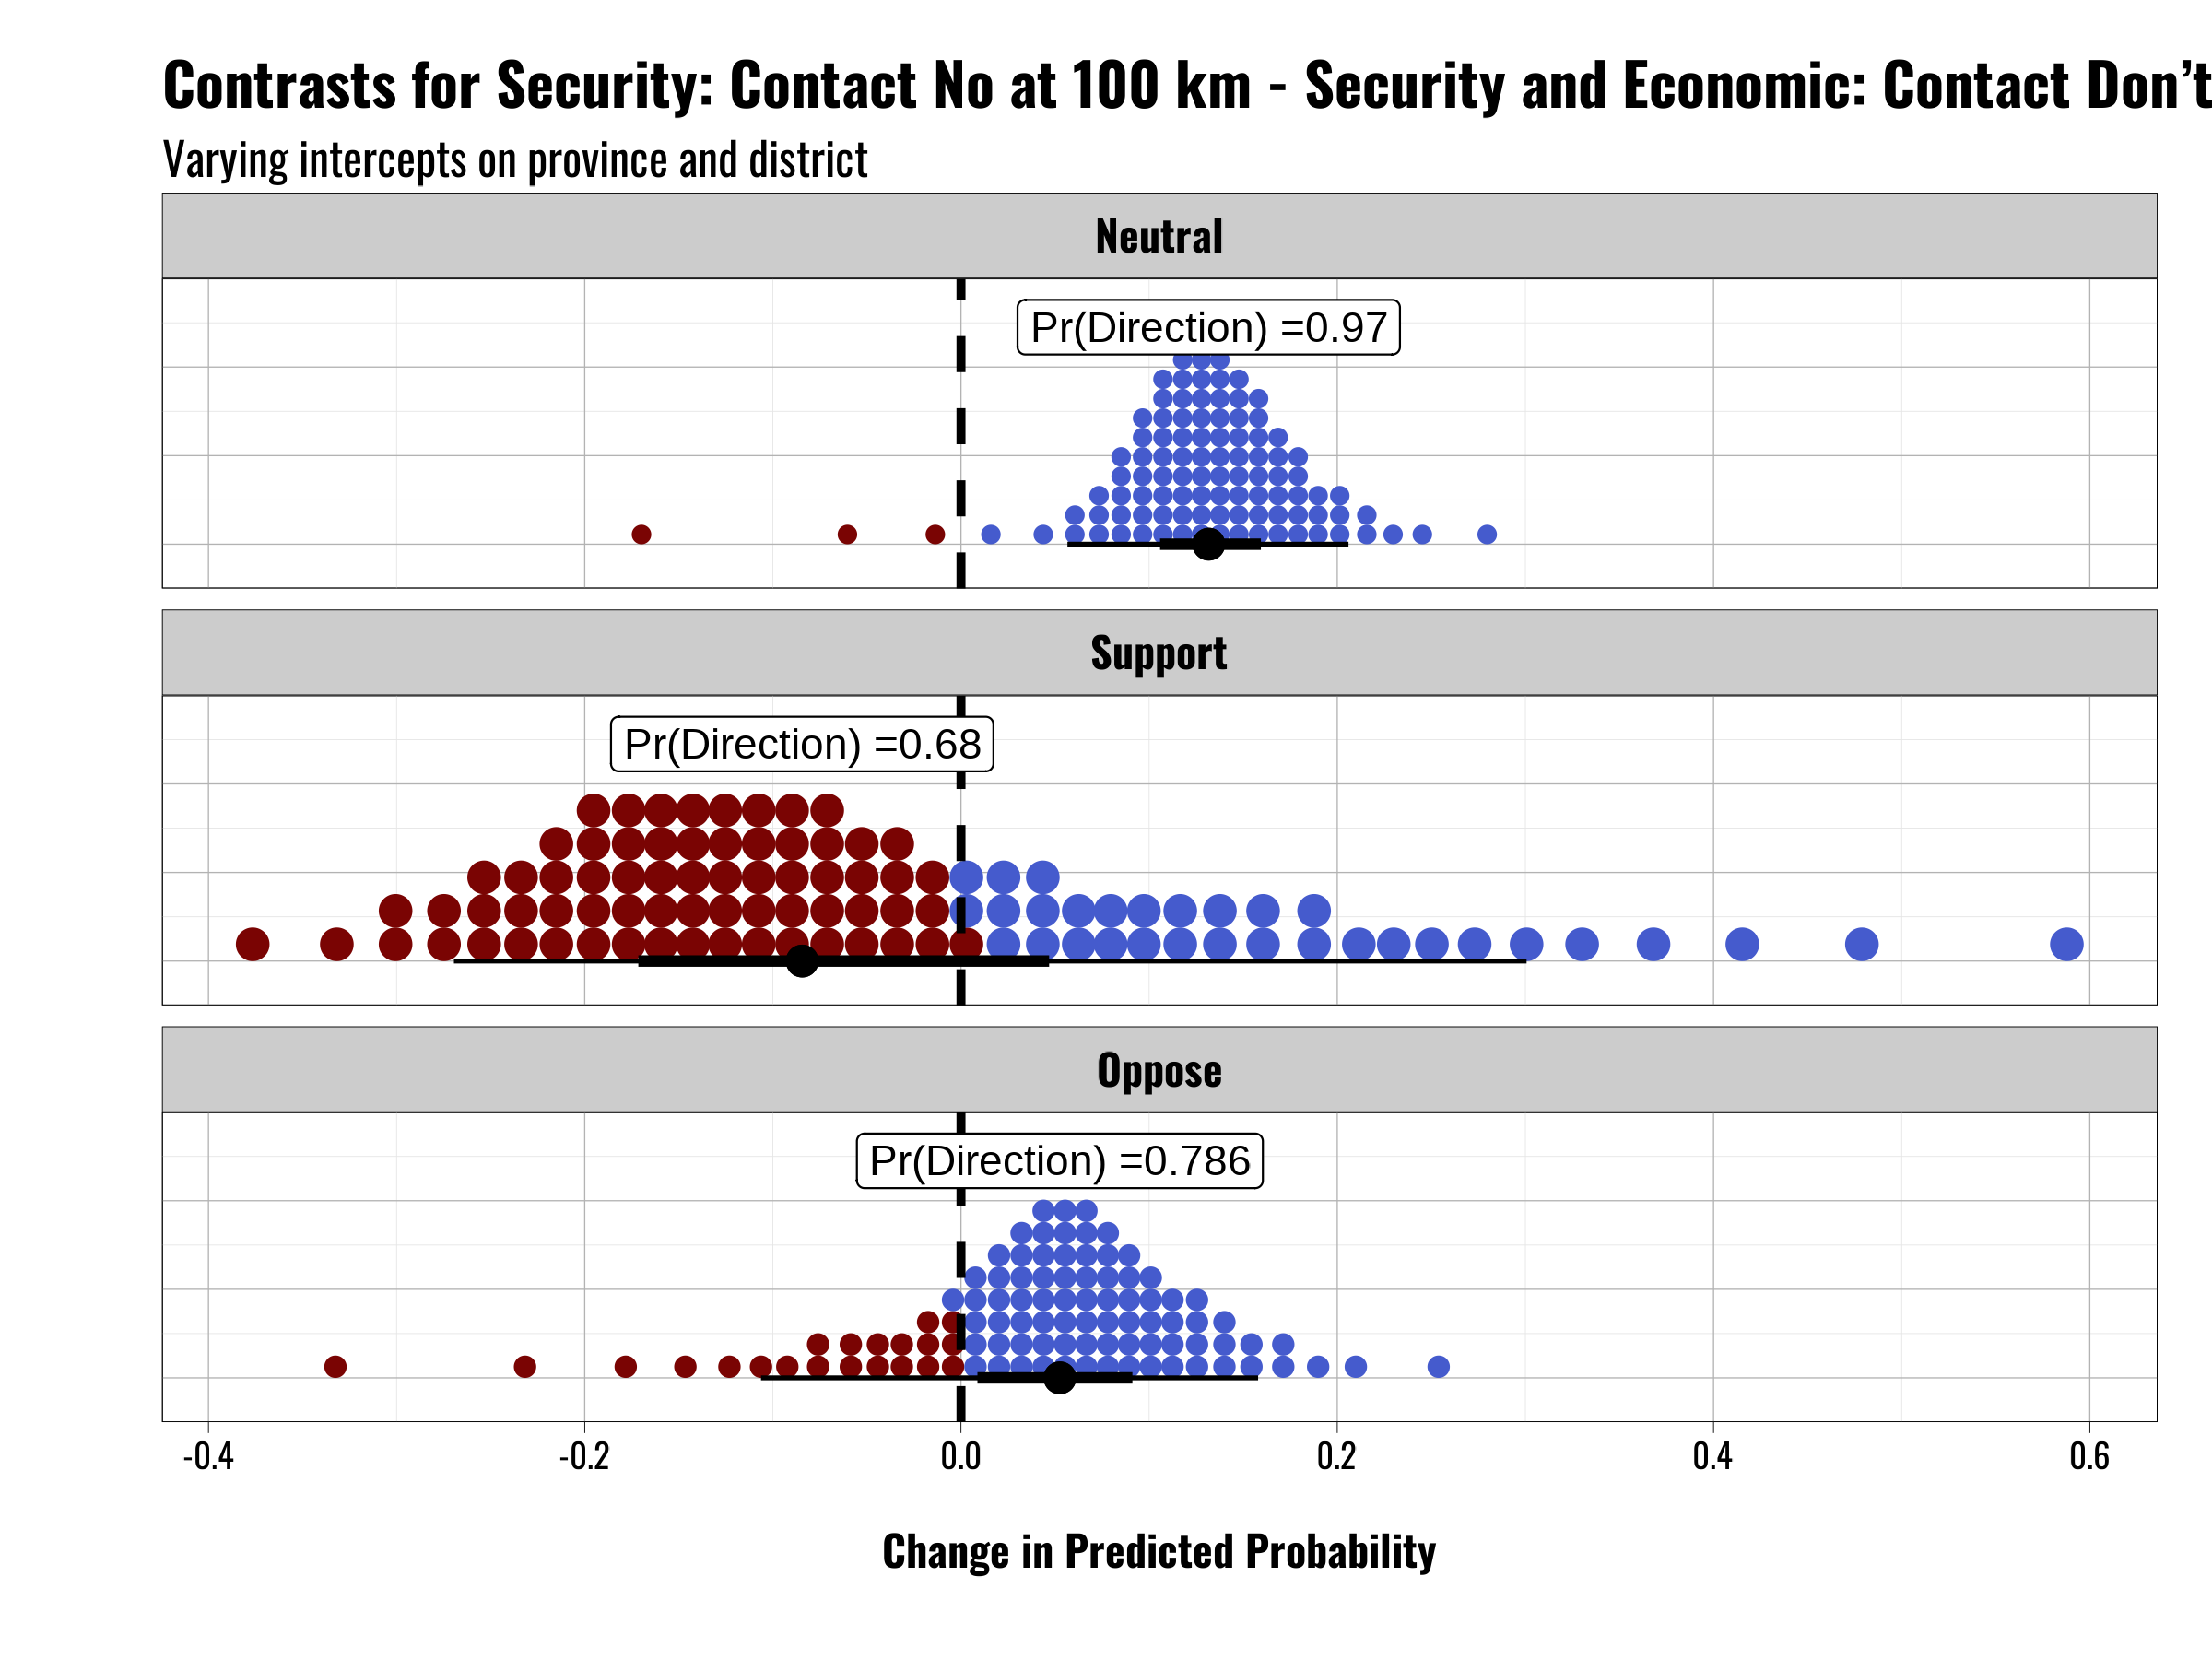 Contrasts for Security: Contact No at 100 km - Security and Economic: Contact Don’t
Varying intercepts on province and district
Neutral
Pr(Direction) =0.97
Support
Pr(Direction) =0.68
Oppose
Pr(Direction) =0.786
-0.4 -0.2 0.0 0.2 0.4 0.6
Change in Predicted Probability